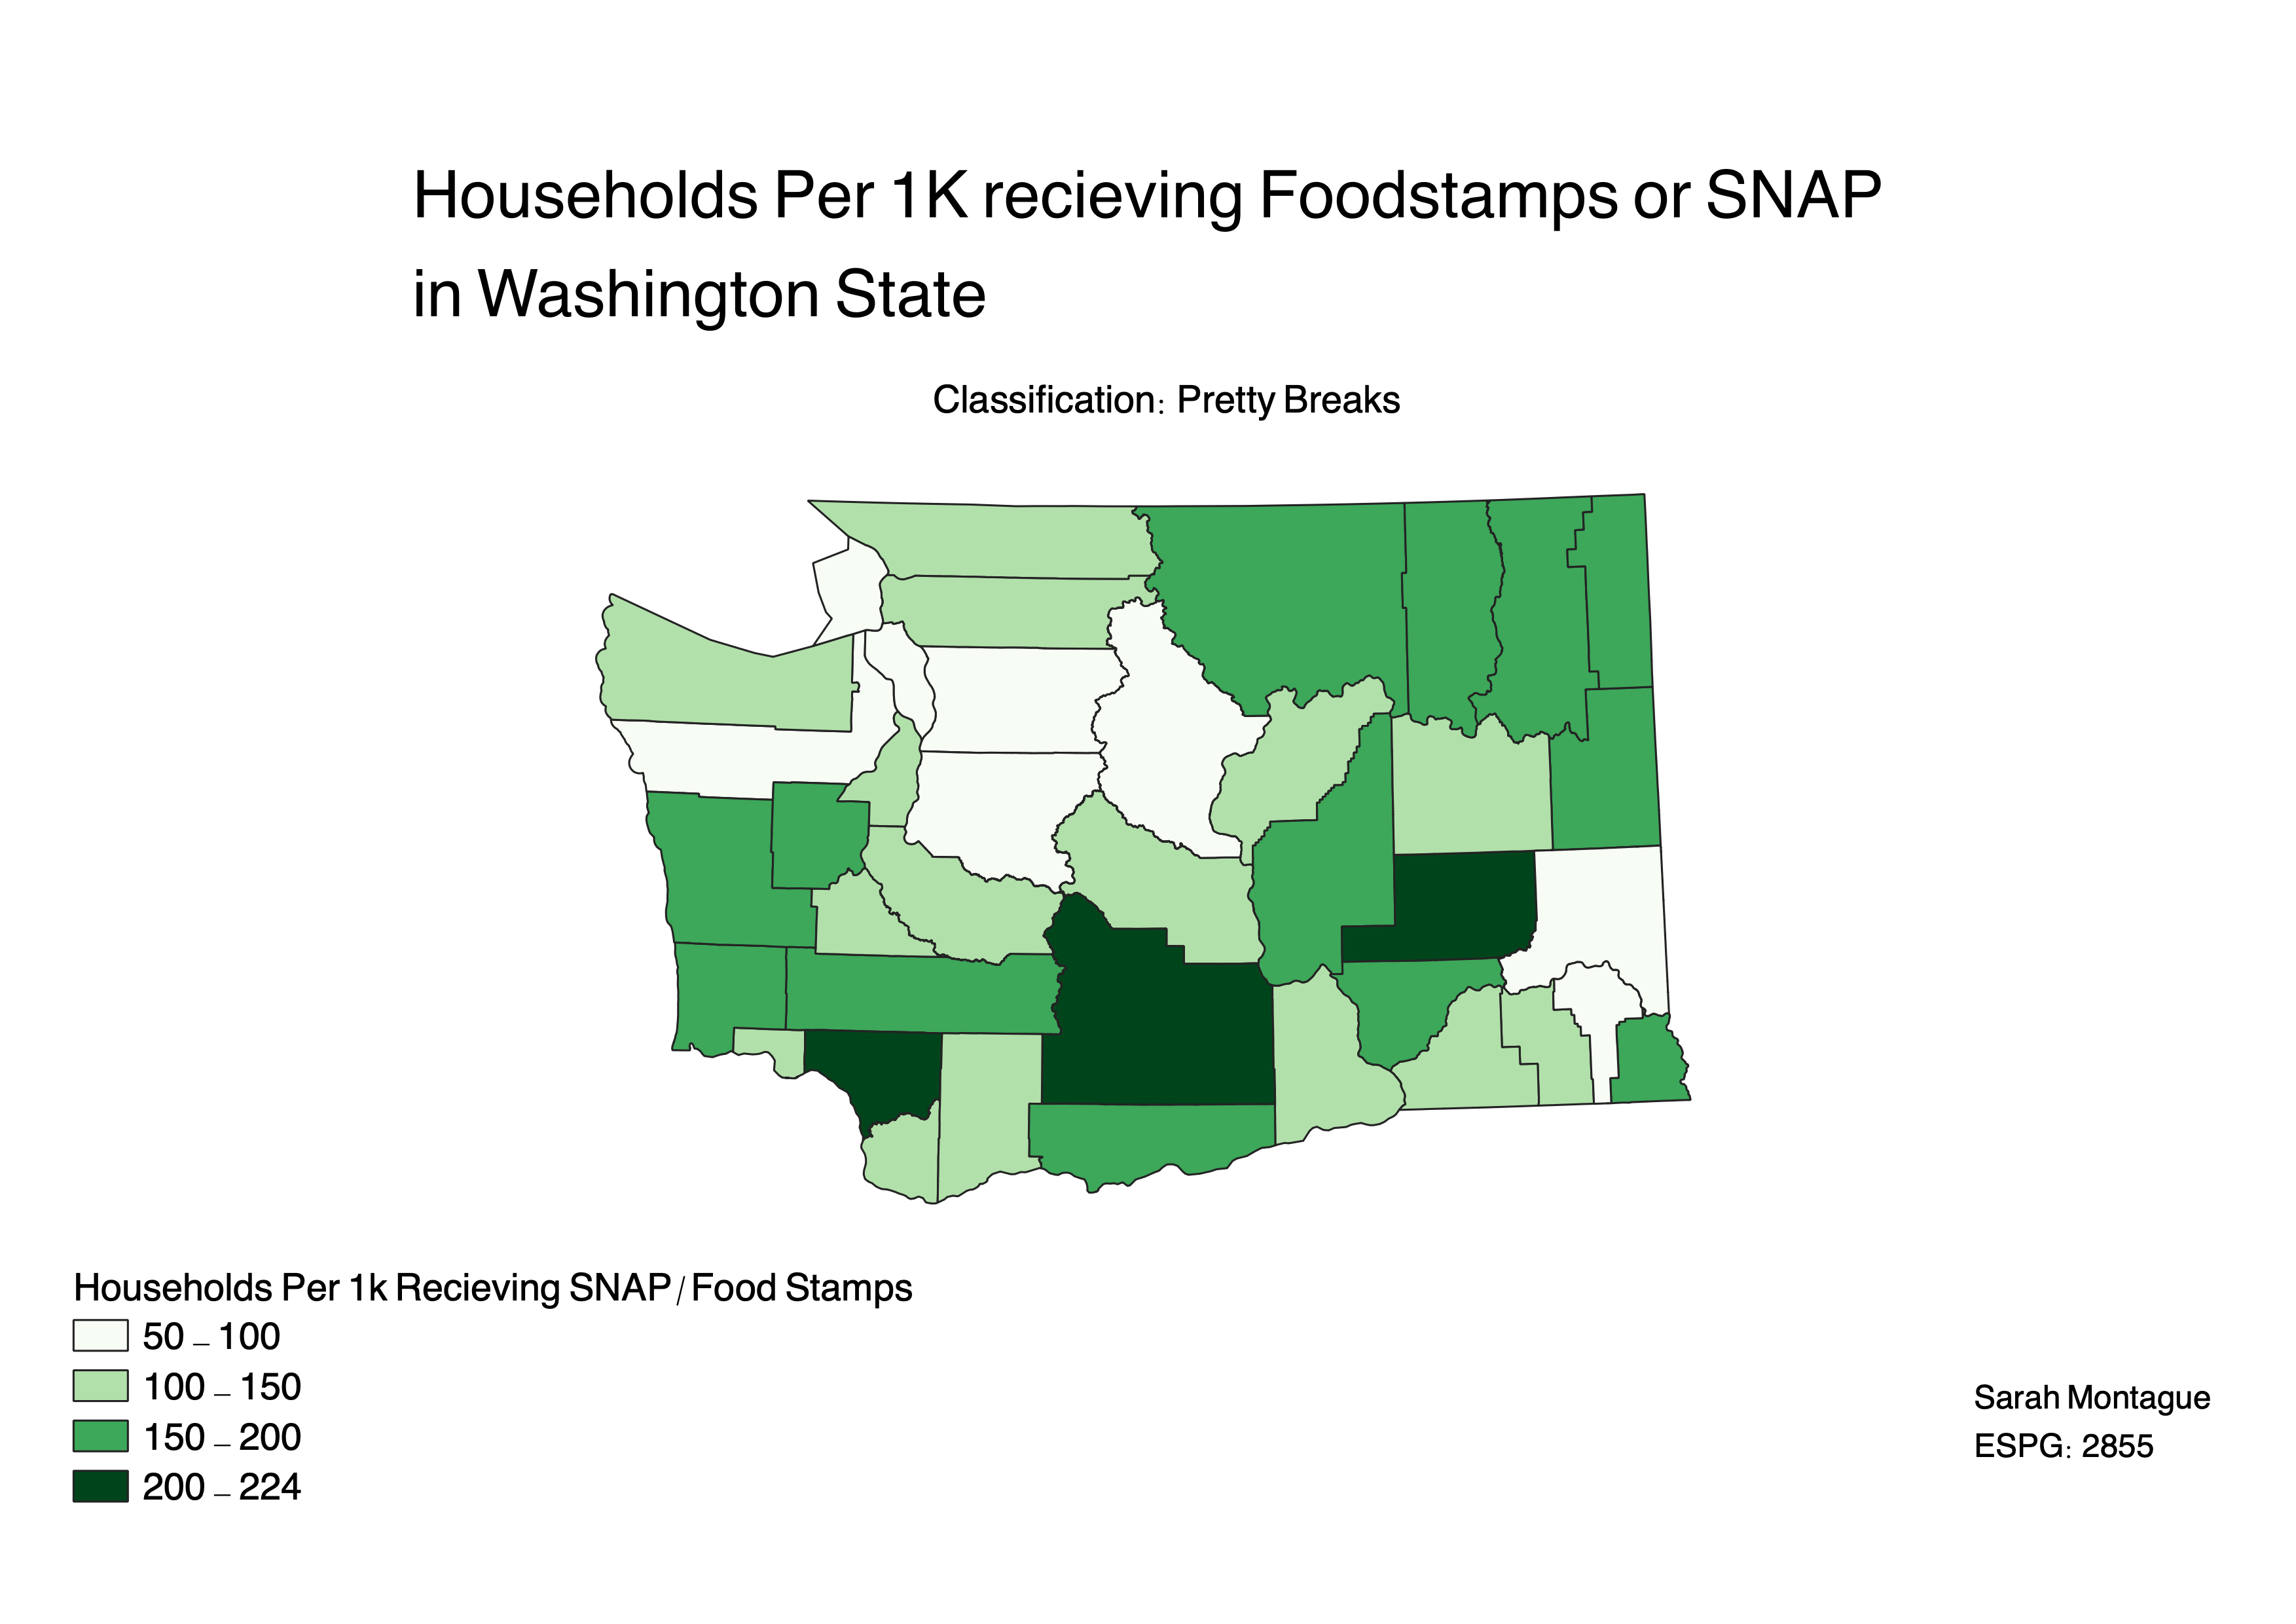 Households Per 1K recieving Foodstamps or SNAP
in Washington State
Classification: Pretty Breaks
Households Per 1k Recieving SNAP / Food Stamps
50 – 100
100 – 150
150 – 200
200 – 224
Sarah Montague
ESPG: 2855